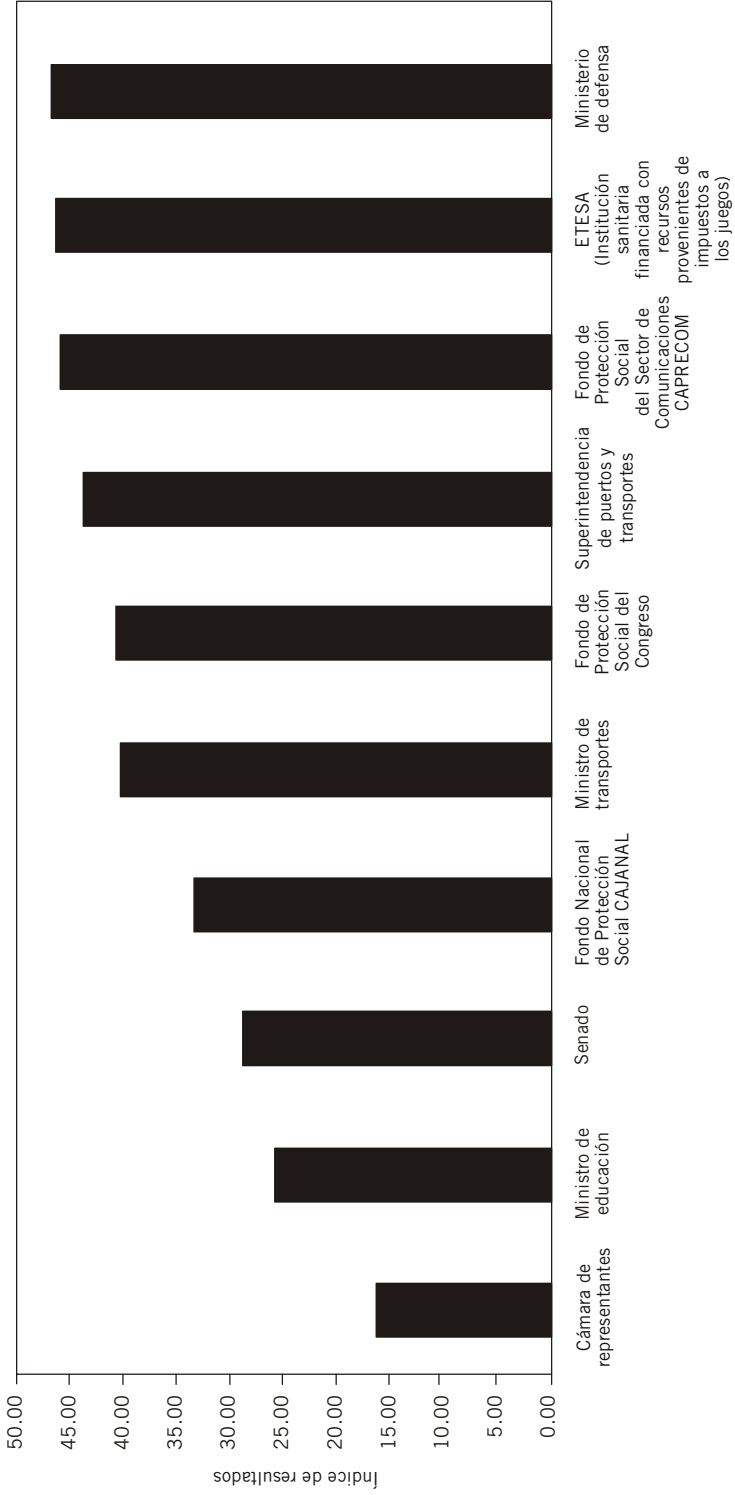 Índice de resultados
50.00
45.00
40.00
35.00
30.00
25.00
20.00
15.00
10.00
5.00
0.00
Cámara de
representantes
Ministro de
educación
Senado
Fondo Nacional
de Protección
Social CAJANAL
Ministro de
transportes
Fondo de
Protección
Social del
Congreso
Superintendencia
de puertos y
transportes
Fondo de
Protección
Social
del Sector de
Comunicaciones
CAPRECOM
ETESA
(Institución
sanitaria
financiada con
recursos
provenientes de
impuestos a
los juegos)
Ministerio
de defensa